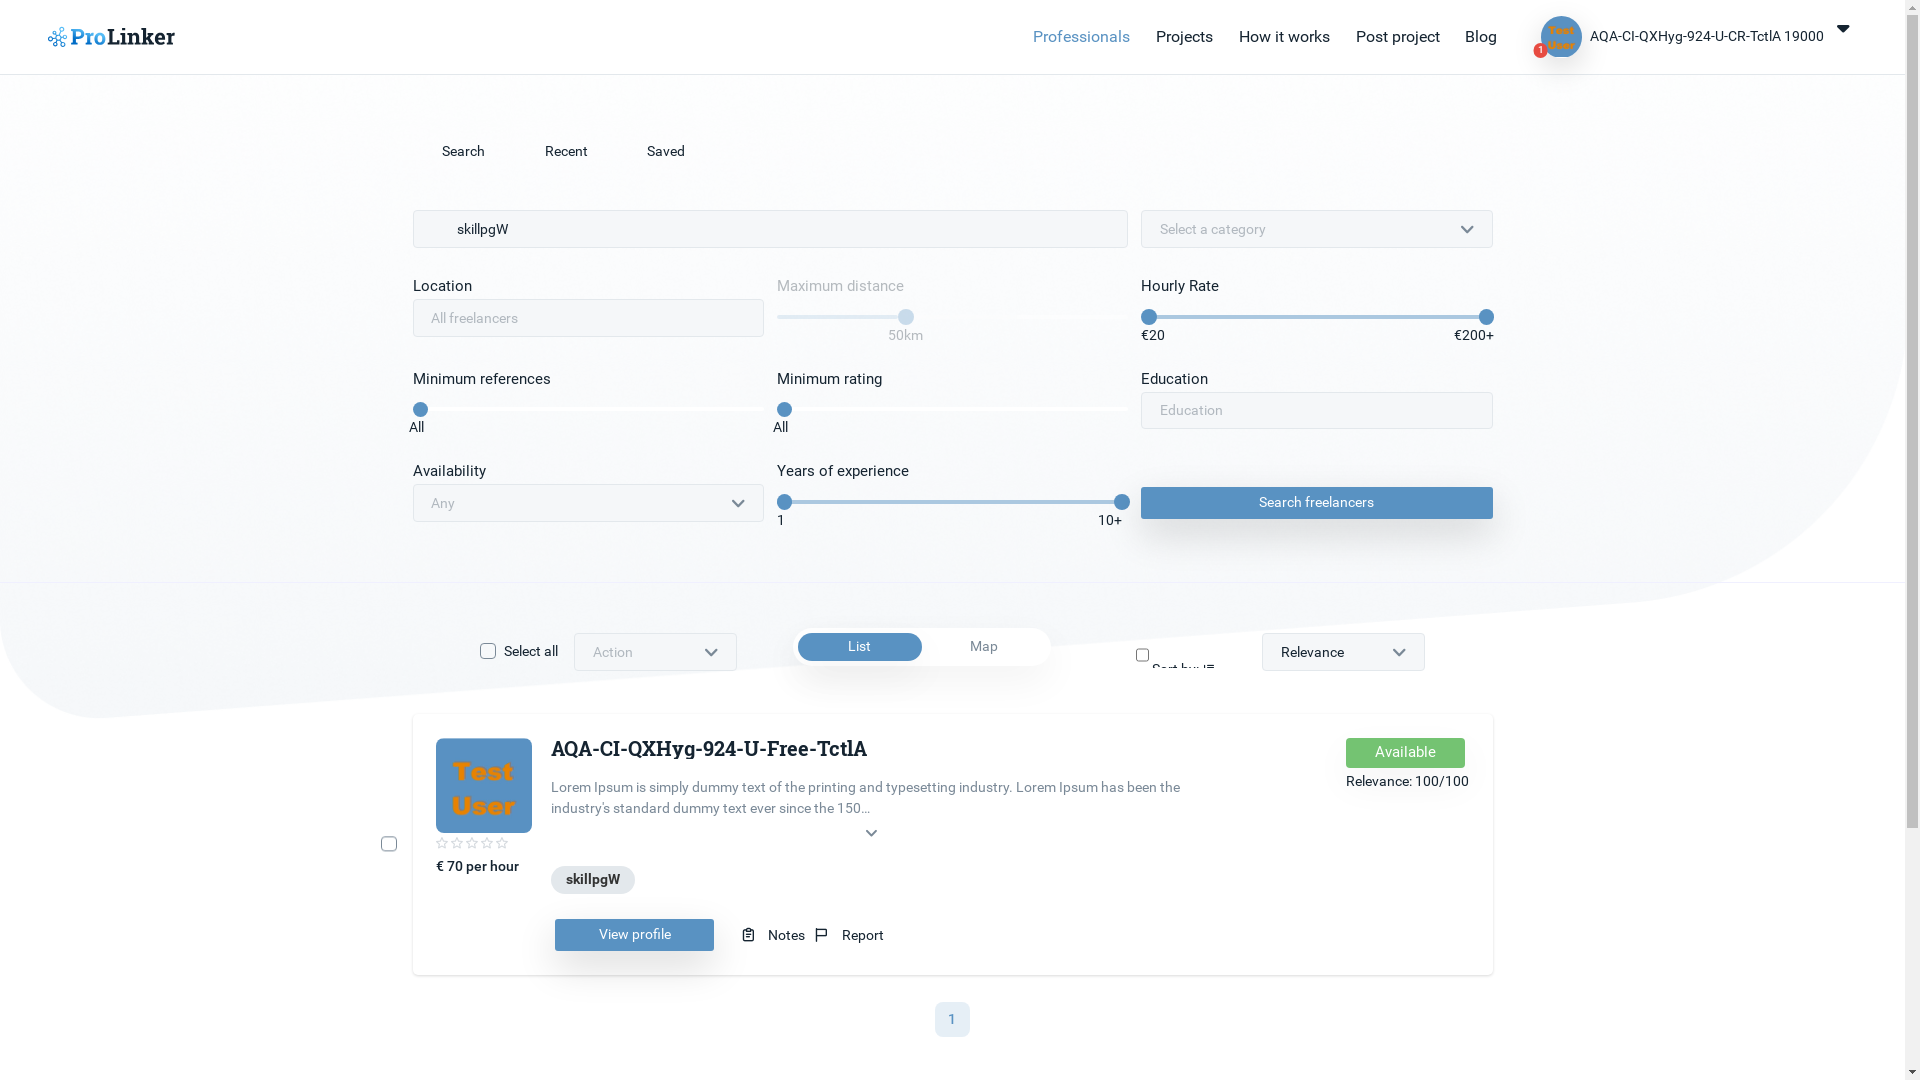 ProLinker
Professionals Projects How it works Post project Blog
Test User
1
AQA-CI-QXHyg-924-U-CR-TctlA 19000
Search Recent Saved
skillpgW
Select a category
Location
All freelancers
Maximum distance
50km
Hourly Rate
€20 €200+
Minimum references
All
Minimum rating
All
Education
Education
Availability
Any
Years of experience
1 10+
Search freelancers
Select all
Action
List Map
Sort by:
Relevance
Test
User
AQA-CI-QXHyg-924-U-Free-TctlA
Available
Relevance: 100/100
Lorem Ipsum is simply dummy text of the printing and typesetting industry. Lorem Ipsum has been the
industry's standard dummy text ever since the 150...
€ 70 per hour
skillpgW
View profile
Notes
Report
1